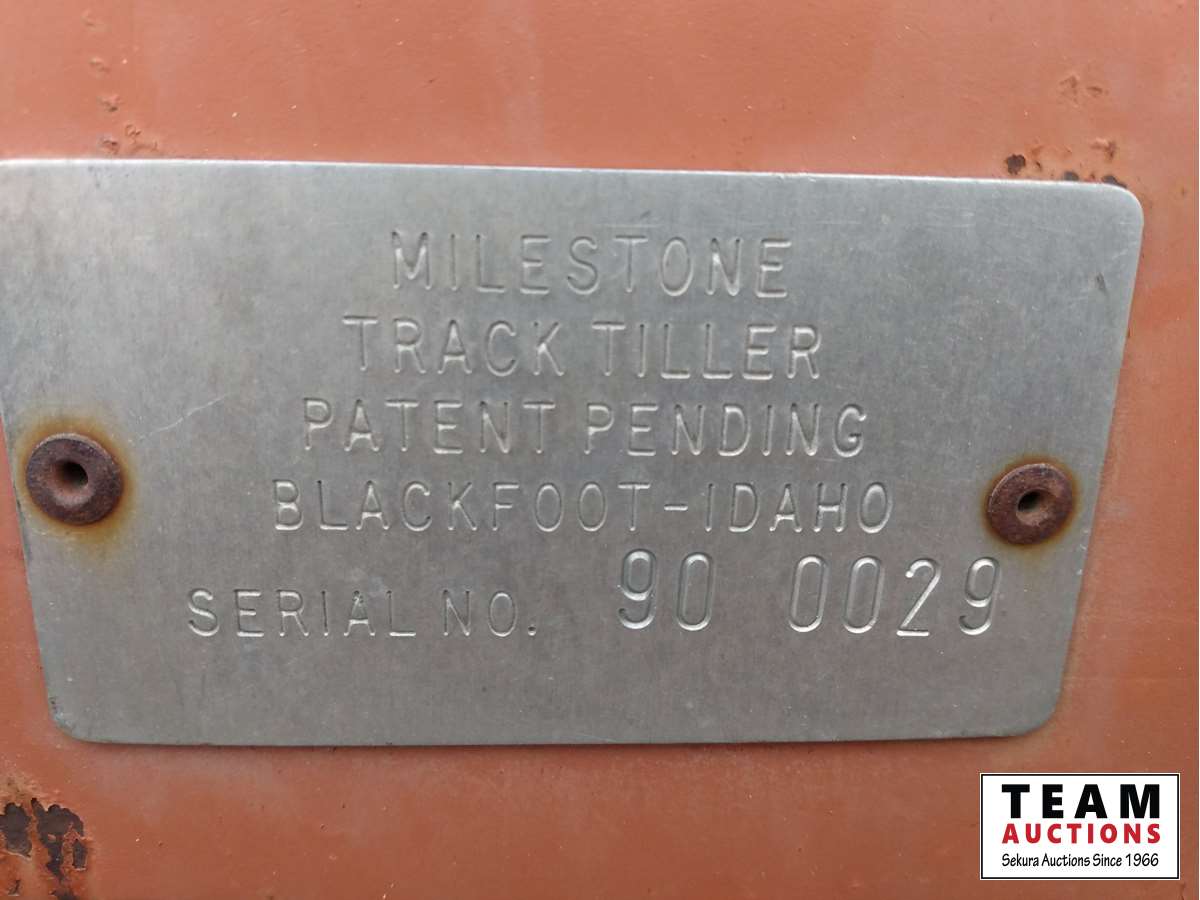 MILESTONE
TRACK TILLER
PATENT PENDING
BLACKFOOT-IDAHO
SERIAL NO. 90 0029
TEAM
AUCTIONS
Sekura Auctions Since 1966